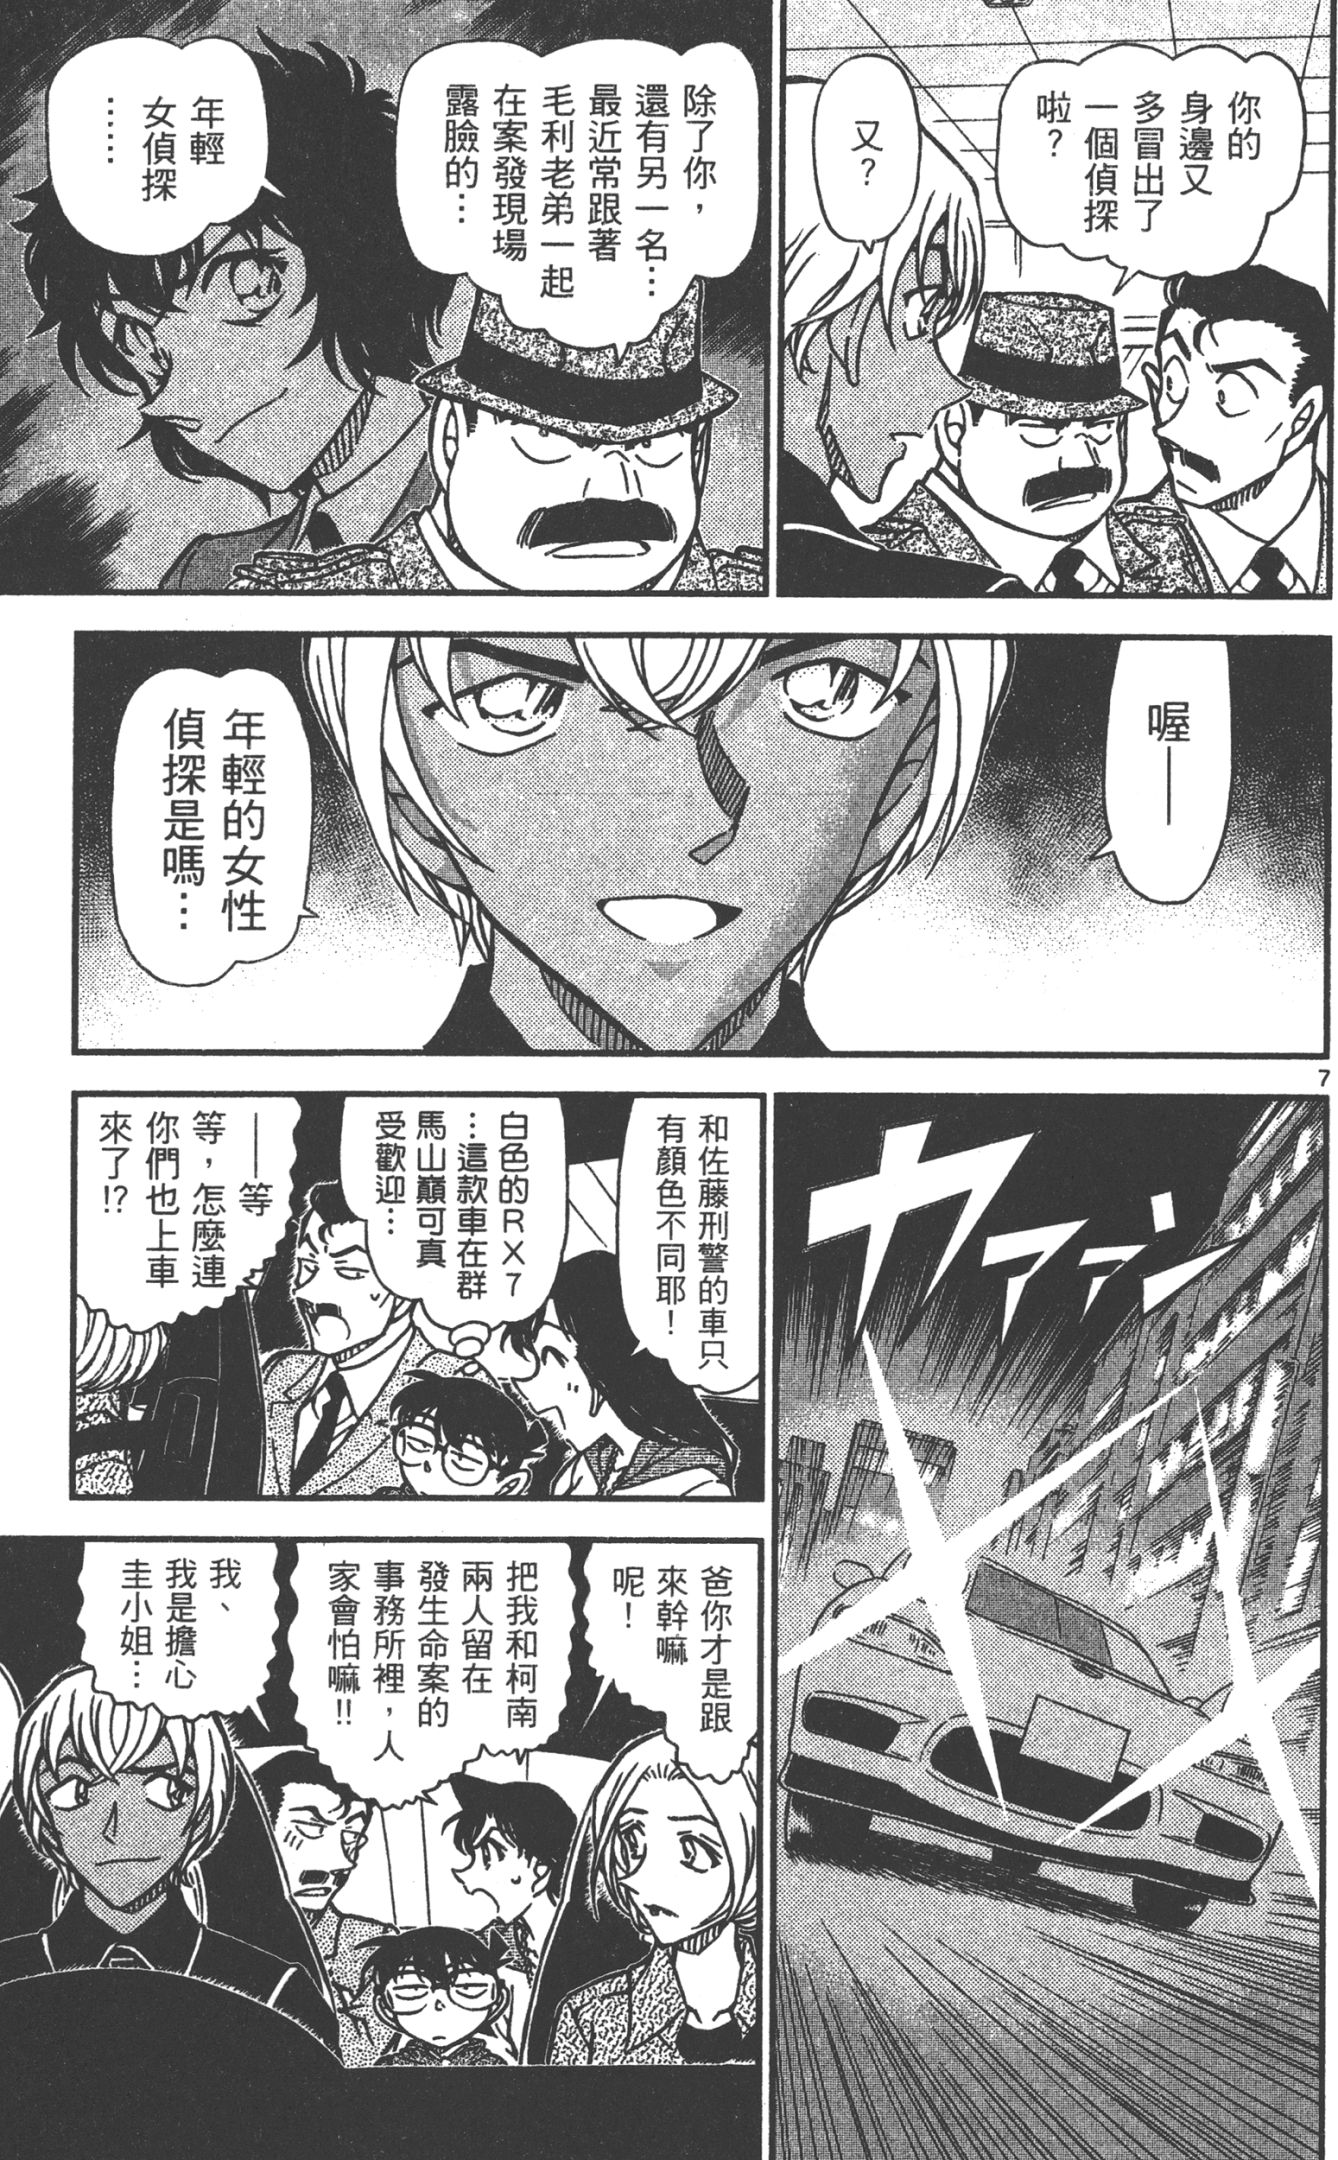 你的
身邊又
多冒出了
一個偵探
啦？
又？
除了你，
還有另一名…
最近常跟著
毛利老弟一起
在案發現場
露臉的…
年輕
女偵探
……
喔—
年輕的女性
偵探是嗎…
7
カァァン
和佐藤刑警的車只
有顏色不同耶！
白色的RX7
…這款車在群
馬山巔可真
受歡迎…
——等
等，怎麼連
你們也上車
來了!?
爸你才是跟
來幹嘛
呢！
把我和柯南
兩人留在
發生命案的
事務所裡，人
家會怕嘛!!
我、
我是擔心
圭小姐…